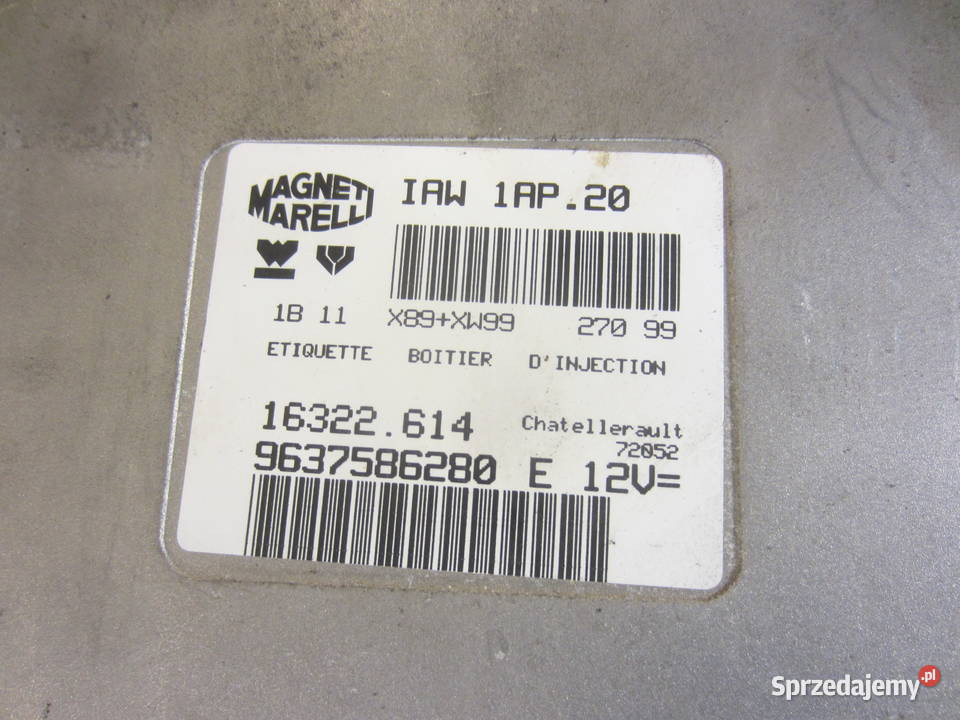 MAGNETI MARELLI
IAW 1AP.20
1B 11 X89+XW99 270 99
ETIQUETTE BOITIER D'INJECTION
16322.614
Chatellerault
72052
9637586280 E 12V=
Sprzedajemy.pl